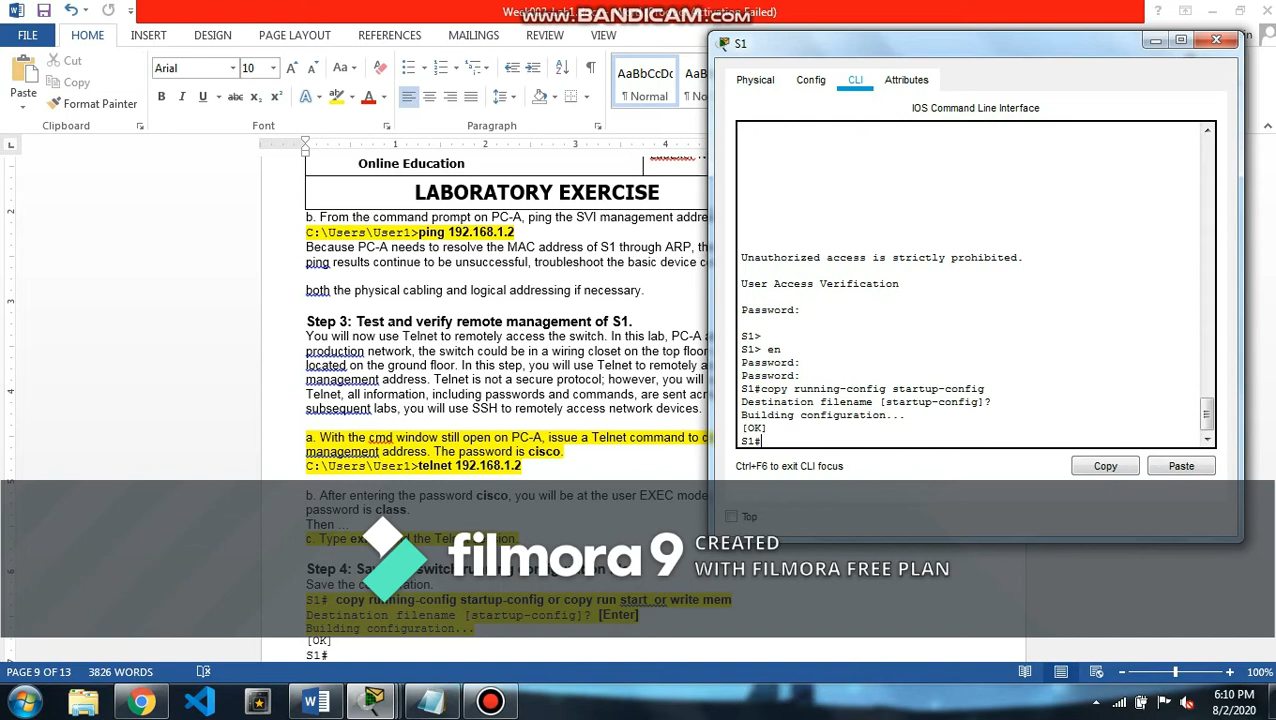 www.BANDICAM.com
FILE
HOME
INSERT
DESIGN
PAGE LAYOUT
REFERENCES
MAILINGS
REVIEW
VIEW
Paste
Cut
Copy
Format Painter
Clipboard
Arial
10
Font
Paragraph
AaBbCcDc
¶ Normal
Online Education
LABORATORY EXERCISE
b. From the command prompt on PC-A, ping the SVI management
C:\Users\User1>ping 192.168.1.2
Because PC-A needs to resolve the MAC address of S1 through ARP,
ping results continue to be unsuccessful, troubleshoot the basic device
both the physical cabling and logical addressing if necessary.
Step 3: Test and verify remote management of S1.
You will now use Telnet to remotely access the switch. In this lab, PC-A
production network, the switch could be in a wiring closet on the top floor
located on the ground floor. In this step, you will use Telnet to remotely
management address. Telnet is not a secure protocol; however, you will
Telnet, all information, including passwords and commands, are sent
subsequent labs, you will use SSH to remotely access network devices.
a. With the cmd window still open on PC-A, issue a Telnet command to
management address. The password is cisco.
C:\Users\User1>telnet 192.168.1.2
b. After entering the password cisco, you will be at the user EXEC
password is class.
Then ...
c. Type
Step 4:
Save the
S1# copy running-config startup-config or copy run start or write mem
Destination filename [startup-config]? [Enter]
Building configuration...
[OK]
S1#
S1
Physical
Config
CLI
Attributes
IOS Command Line Interface
Unauthorized access is strictly prohibited.
User Access Verification
Password:
S1>
S1> en
Password:
Password:
S1#copy running-config startup-config
Destination filename [startup-config]?
Building configuration...
[OK]
S1#
Ctrl+F6 to exit CLI focus
Copy
Paste
Top
filmora 9
CREATED
WITH FILMORA FREE PLAN
PAGE 9 OF 13
3826 WORDS
100%
6:10 PM
8/2/2020